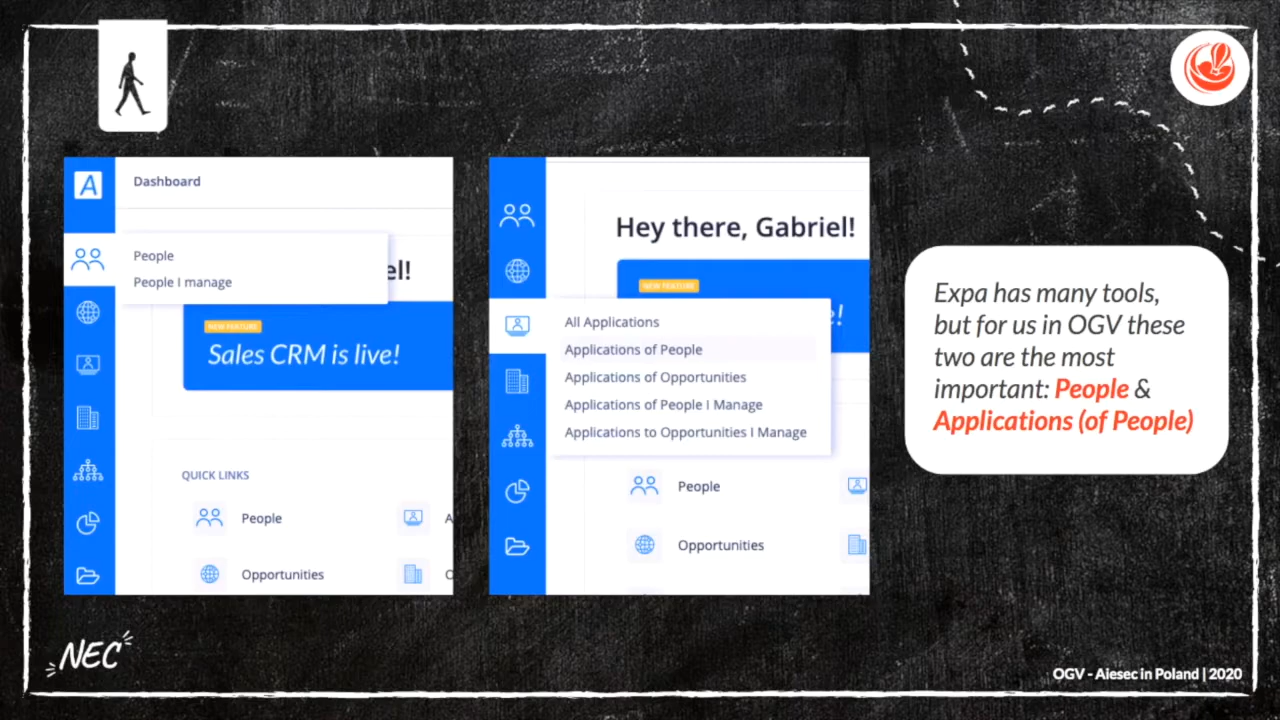 A
Dashboard
People
People I manage
el!
NEW FEATURE
Sales CRM is live!
QUICK LINKS
People
A
Opportunities
O
Hey there, Gabriel!
NEW FEATURE
e!
All Applications
Applications of People
Applications of Opportunities
Applications of People I Manage
Applications to Opportunities I Manage
People
Opportunities
Expa has many tools,
but for us in OGV these
two are the most
important: People &
Applications (of People)
NEC
OGV - Aiesec in Poland | 2020